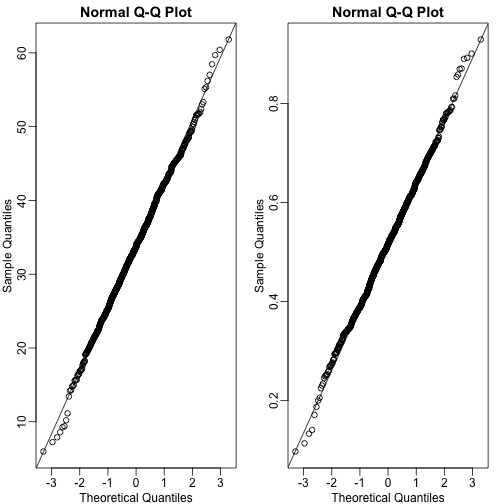 Normal Q-Q Plot
Sample Quantiles
60
50
40
30
20
10
-3 -2 -1 0 1 2 3
Theoretical Quantiles
Normal Q-Q Plot
Sample Quantiles
0.8
0.6
0.4
0.2
-3 -2 -1 0 1 2 3
Theoretical Quantiles